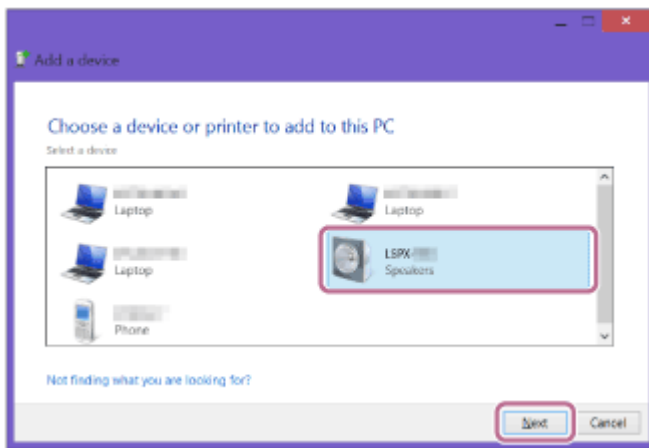 Add a device
Choose a device or printer to add to this PC
Select a device
Laptop
Laptop
Laptop
LSPX-
Speakers
Phone
Not finding what you are looking for?
Next
Cancel